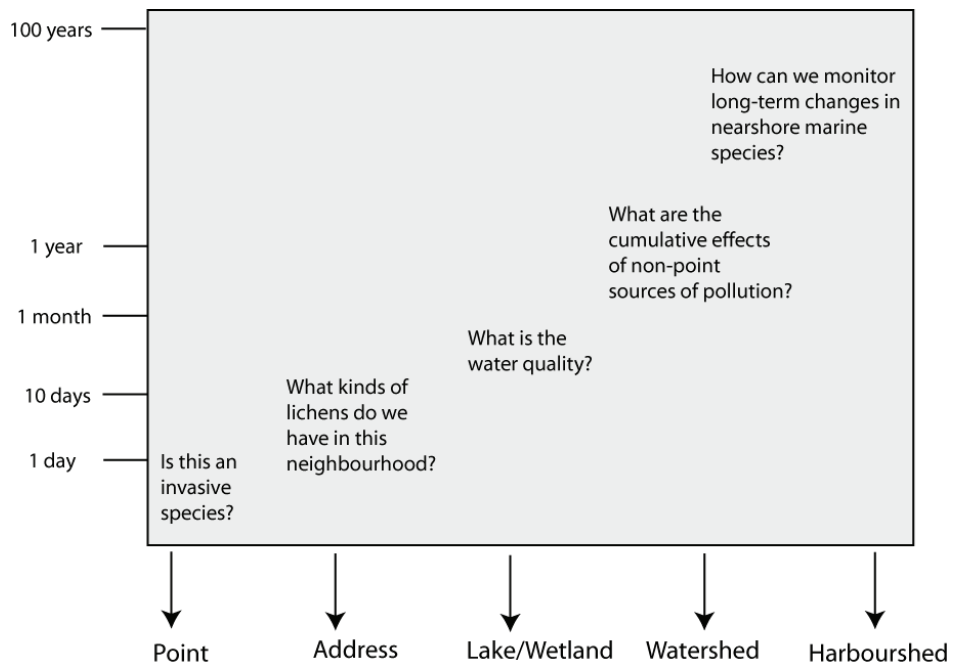 100 years
How can we monitor
long-term changes in
nearshore marine
species?
What are the
cumulative effects
of non-point
sources of pollution?
1 year
1 month
What is the
water quality?
10 days
What kinds of
lichens do we
have in this
neighbourhood?
1 day
Is this an
invasive
species?
Point
Address
Lake/Wetland
Watershed
Harbourshed